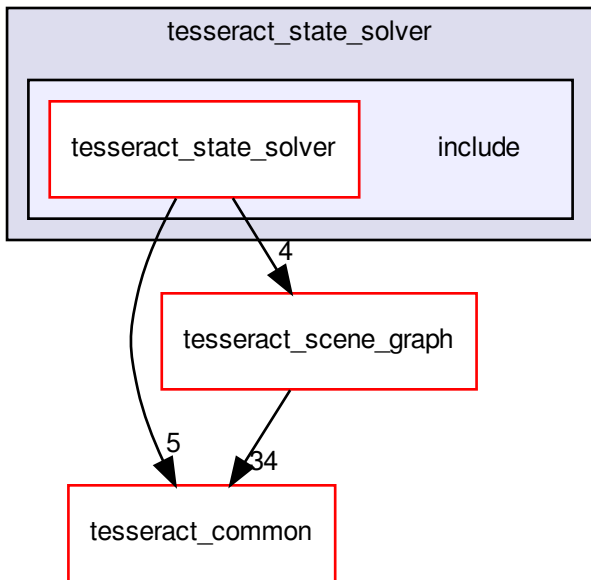 tesseract_state_solver
tesseract_state_solver
include
4
tesseract_scene_graph
5
34
tesseract_common